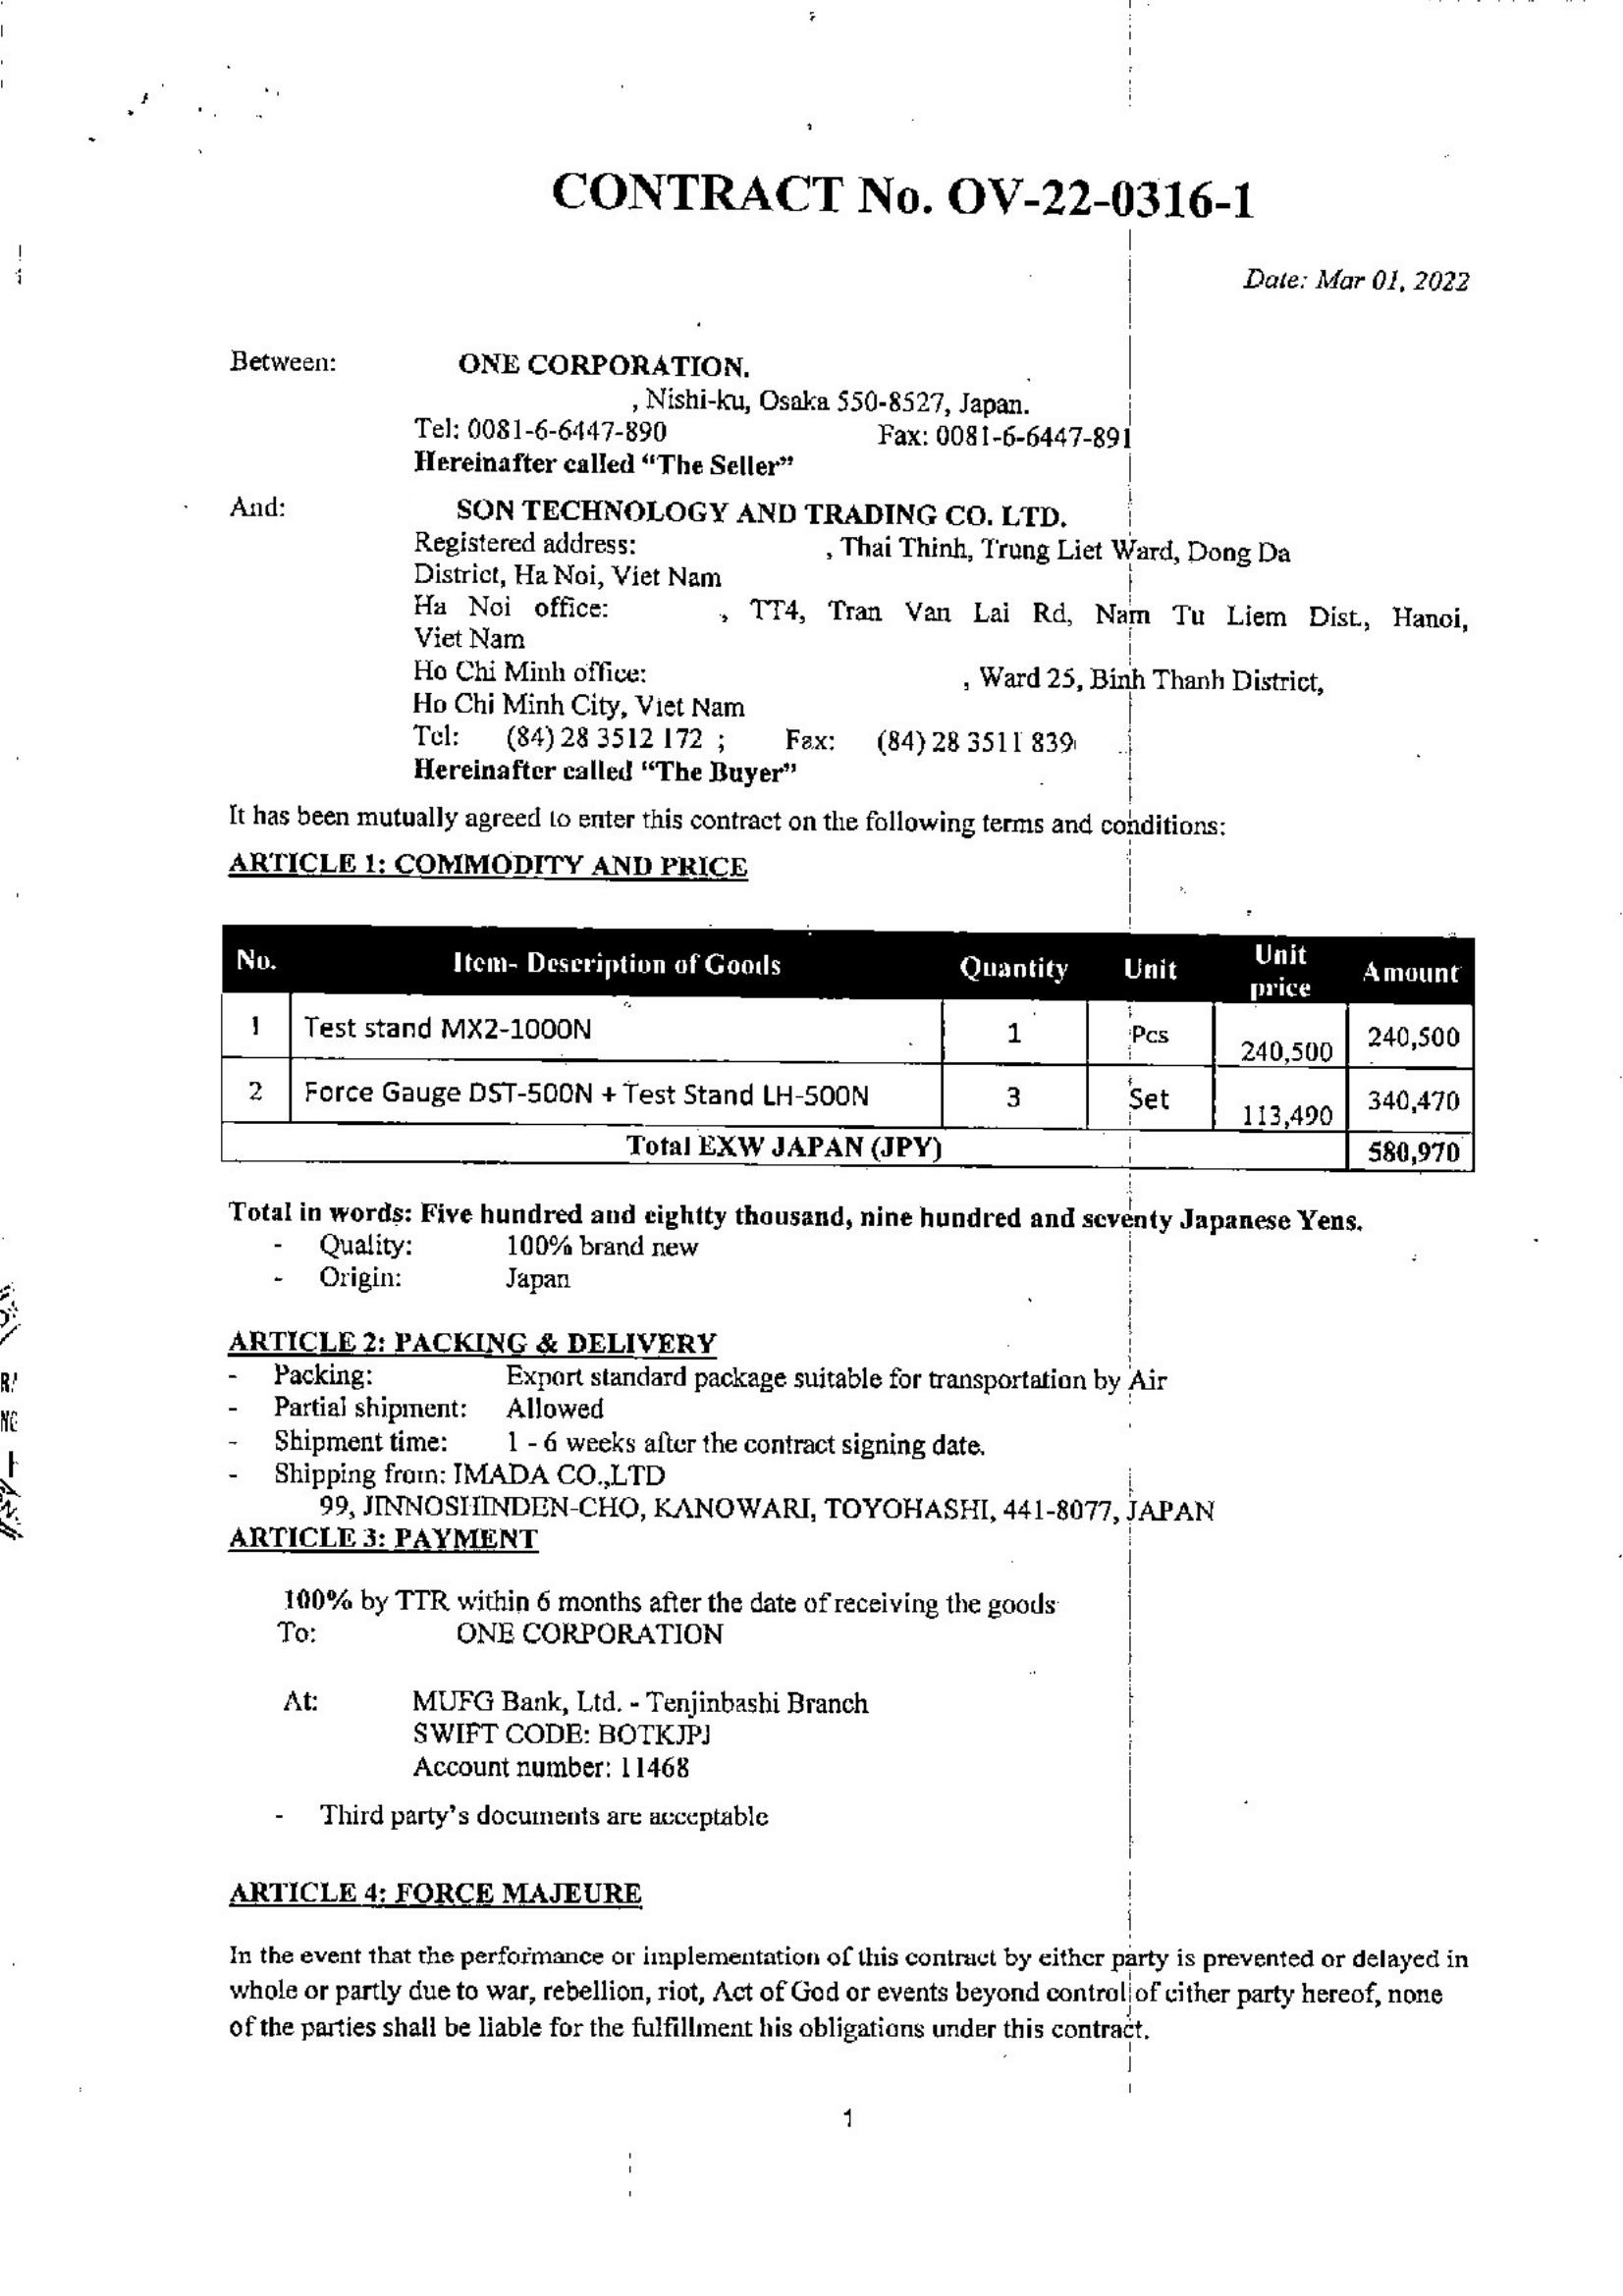 CONTRACT No. OV-22-0316-1
Date: Mar 01, 2022
Between: ONE CORPORATION.
, Nishi-ku, Osaka 550-8527, Japan.
Tel: 0081-6-6447-890 Fax: 0081-6-6447-891
Hereinafter called “The Seller”
And: SON TECHNOLOGY AND TRADING CO. LTD.
Registered address: , Thai Thinh, Trung Liet Ward, Dong Da
District, Ha Noi, Viet Nam
Ha Noi office: , TT4, Tran Van Lai Rd, Nam Tu Liem Dist., Hanoi,
Viet Nam
Ho Chi Minh office: , Ward 25, Binh Thanh District,
Ho Chi Minh City, Viet Nam
Tel: (84) 28 3512 172 ; Fax: (84) 28 3511 839
Hereinafter called “The Buyer”
It has been mutually agreed to enter this contract on the following terms and conditions:
ARTICLE 1: COMMODITY AND PRICE
No. Item- Description of Goods Quantity Unit Unit price Amount
1 Test stand MX2-1000N 1 Pcs 240,500 240,500
2 Force Gauge DST-500N + Test Stand LH-500N 3 Set 113,490 340,470
Total EXW JAPAN (JPY) 580,970
Total in words: Five hundred and eightty thousand, nine hundred and seventy Japanese Yens.
- Quality: 100% brand new
- Origin: Japan
ARTICLE 2: PACKING & DELIVERY
- Packing: Export standard package suitable for transportation by Air
- Partial shipment: Allowed
- Shipment time: 1 - 6 weeks after the contract signing date.
- Shipping from: IMADA CO.,LTD
99, JINNOSHINDEN-CHO, KANOWARI, TOYOHASHI, 441-8077, JAPAN
ARTICLE 3: PAYMENT
100% by TTR within 6 months after the date of receiving the goods
To: ONE CORPORATION
At: MUFG Bank, Ltd. - Tenjinbashi Branch
SWIFT CODE: BOTKJPJ
Account number: 11468
- Third party’s documents are acceptable
ARTICLE 4: FORCE MAJEURE
In the event that the performance or implementation of this contract by either party is prevented or delayed in
whole or partly due to war, rebellion, riot, Act of God or events beyond control of either party hereof, none
of the parties shall be liable for the fulfillment his obligations under this contract.
1